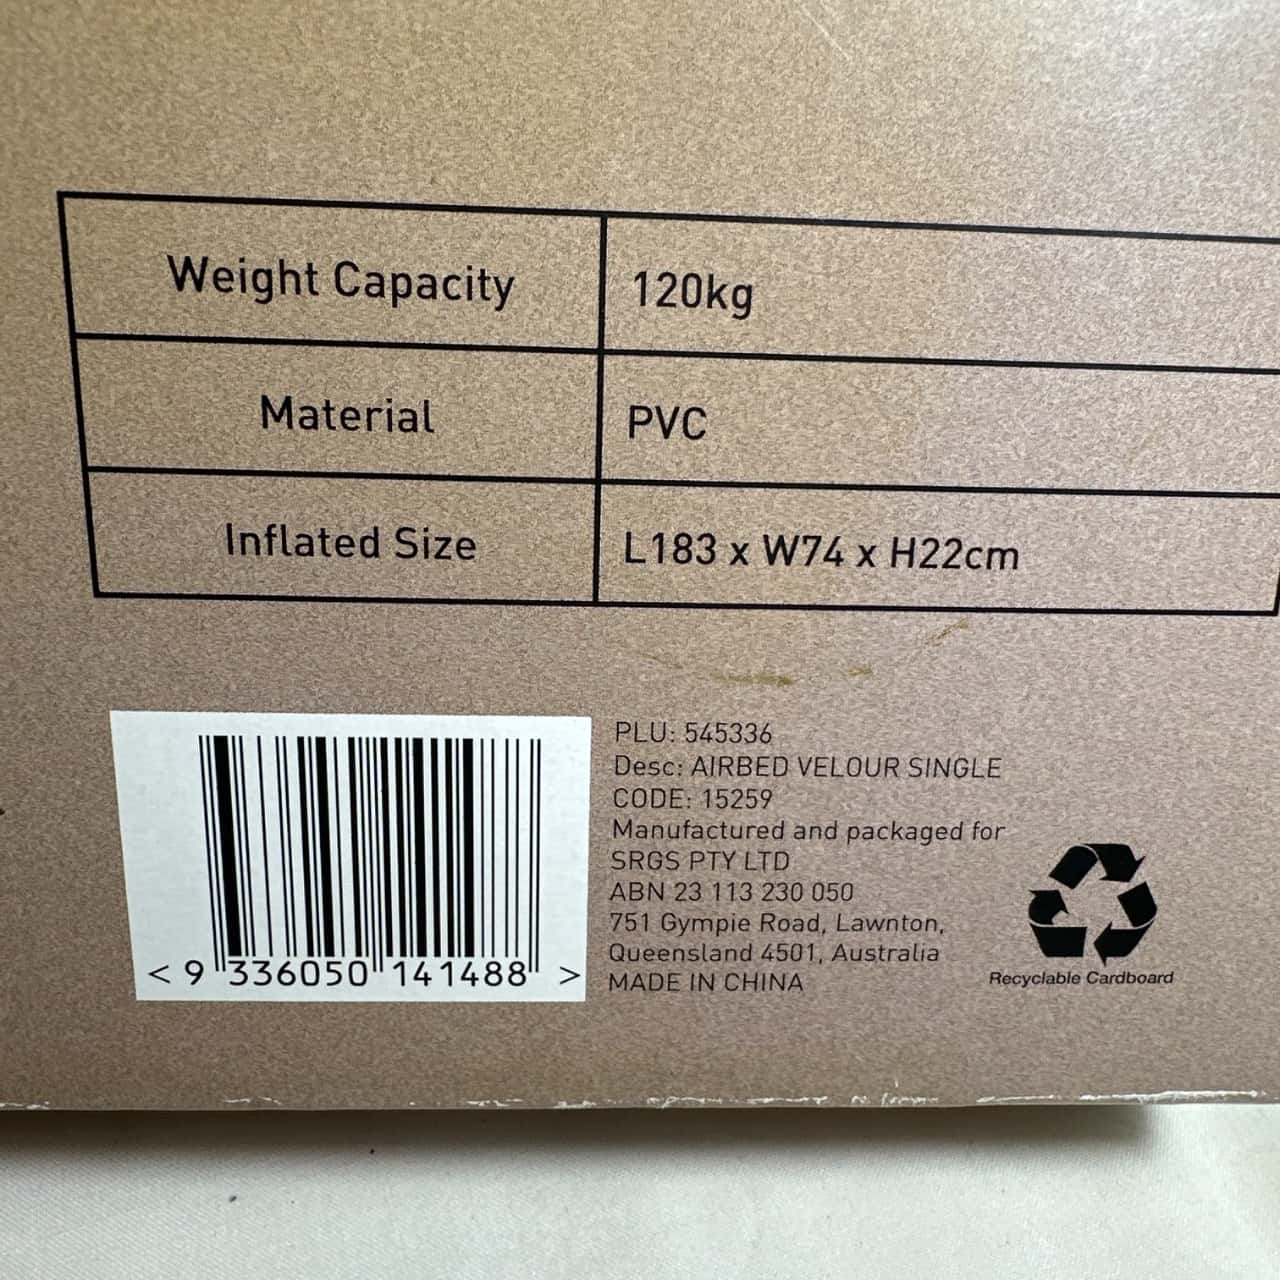 Weight Capacity 120kg
Material PVC
Inflated Size L183 x W74 x H22cm
PLU: 545336
Desc: AIRBED VELOUR SINGLE
CODE: 15259
Manufactured and packaged for
SRGS PTY LTD
ABN 23 113 230 050
751 Gympie Road, Lawnton,
Queensland 4501, Australia
MADE IN CHINA
< 9 336050 141488 >
Recyclable Cardboard